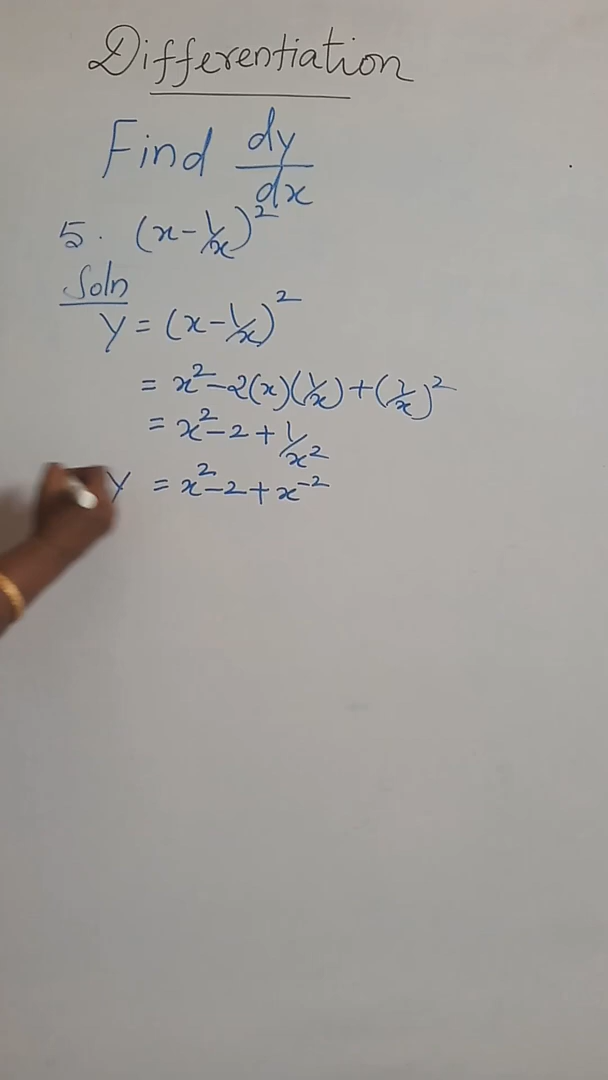 Differentiation
Find dy/dx
5. (x - 1/x)²
Soln
y = (x - 1/x)²
= x² - 2(x)(1/x) + (1/x)²
= x² - 2 + 1/x²
y = x² - 2 + x⁻²